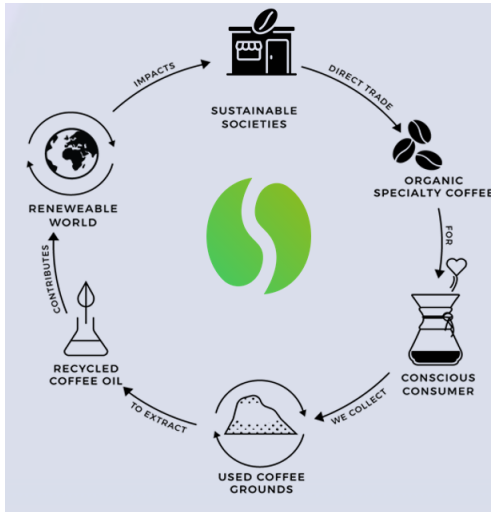 IMPACTS
SUSTAINABLE
SOCIETIES
DIRECT TRADE
ORGANIC
SPECIALTY COFFEE
FOR
CONSCIOUS
CONSUMER
WE COLLECT
USED COFFEE
GROUNDS
TO EXTRACT
RECYCLED
COFFEE OIL
CONTRIBUTES
RENEWEABLE
WORLD